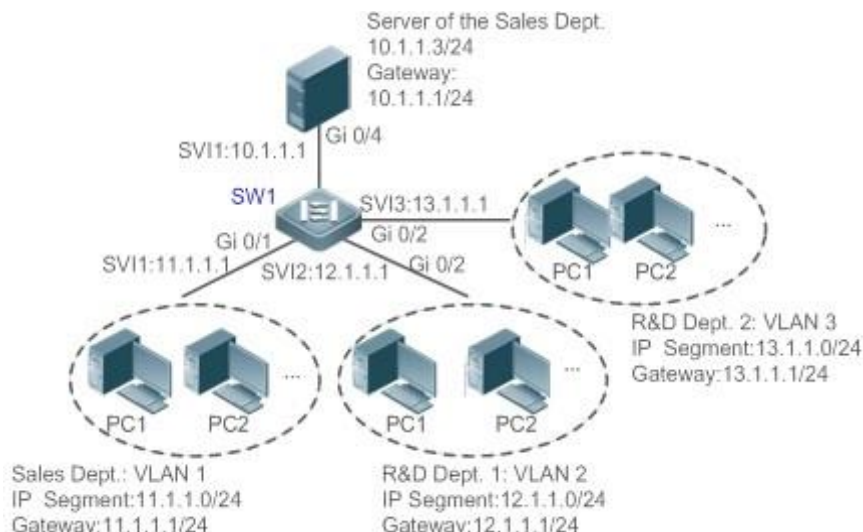 Server of the Sales Dept.
10.1.1.3/24
Gateway:
10.1.1.1/24
Gi 0/4
SVI1:10.1.1.1
SW1
SVI3:13.1.1.1
Gi 0/1
Gi 0/2
SVI1:11.1.1.1
SVI2:12.1.1.1
Gi 0/2
PC1
PC2
...
R&D Dept. 2: VLAN 3
IP Segment:13.1.1.0/24
Gateway:13.1.1.1/24
PC1
PC2
...
PC1
PC2
...
Sales Dept.: VLAN 1
IP Segment:11.1.1.0/24
Gateway:11.1.1.1/24
R&D Dept. 1: VLAN 2
IP Segment:12.1.1.0/24
Gateway:12.1.1.1/24